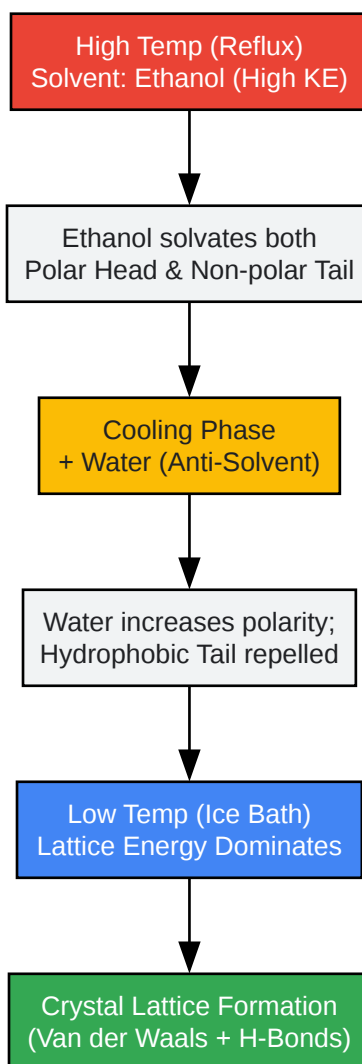 High Temp (Reflux)
Solvent: Ethanol (High KE)
Ethanol solvates both
Polar Head & Non-polar Tail
Cooling Phase
+ Water (Anti-Solvent)
Water increases polarity;
Hydrophobic Tail repelled
Low Temp (Ice Bath)
Lattice Energy Dominates
Crystal Lattice Formation
(Van der Waals + H-Bonds)